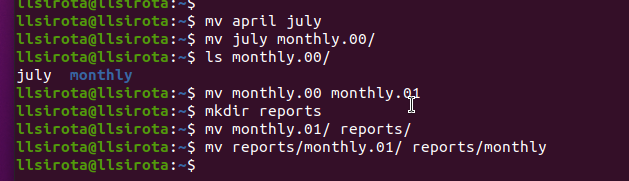 llsirota@llsirota:~$
llsirota@llsirota:~$ mv april july
llsirota@llsirota:~$ mv july monthly.00/
llsirota@llsirota:~$ ls monthly.00/
july  monthly
llsirota@llsirota:~$ mv monthly.00 monthly.01
llsirota@llsirota:~$ mkdir reports
llsirota@llsirota:~$ mv monthly.01/ reports/
llsirota@llsirota:~$ mv reports/monthly.01/ reports/monthly
llsirota@llsirota:~$